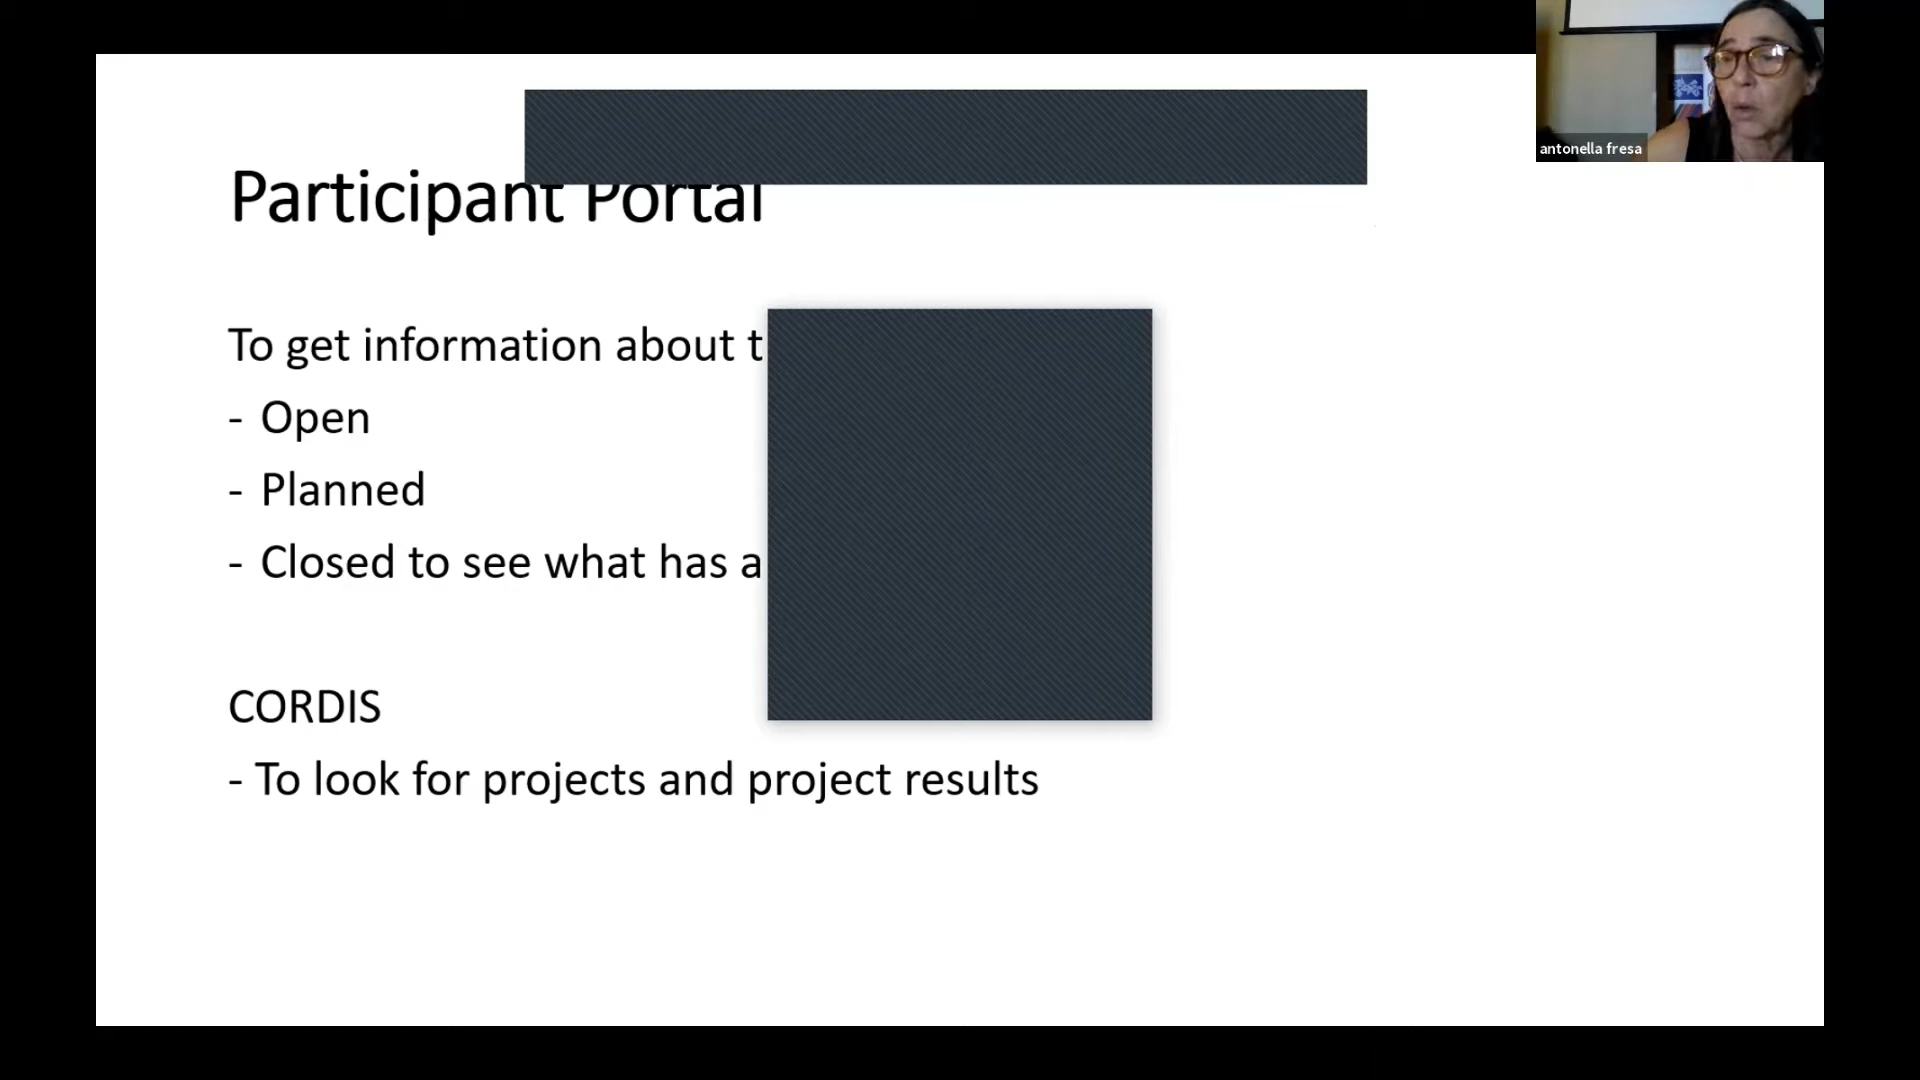 antonella fresa
Participant Portal
To get information about
- Open
- Planned
- Closed to see what has
CORDIS
- To look for projects and project results